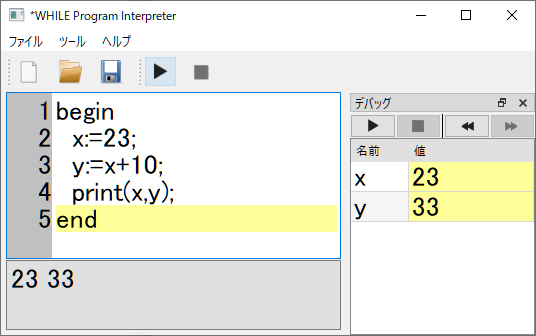 *WHILE Program Interpreter
ファイル ツール ヘルプ
1 begin
2 x:=23;
3 y:=x+10;
4 print(x,y);
5 end
23 33
デバッグ
名前 値
x 23
y 33